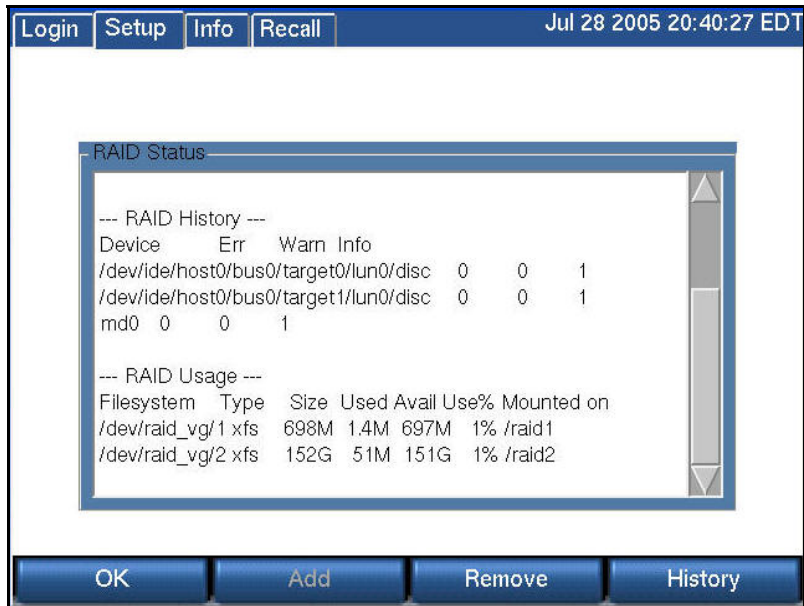 Login Setup Info Recall Jul 28 2005 20:40:27 EDT
RAID Status
--- RAID History ---
Device Err Warn Info
/dev/ide/host0/bus0/target0/lun0/disc 0 0 1
/dev/ide/host0/bus0/target1/lun0/disc 0 0 1
md0 0 0 1
--- RAID Usage ---
Filesystem Type Size Used Avail Use% Mounted on
/dev/raid_vg/1 xfs 698M 1.4M 697M 1% /raid1
/dev/raid_vg/2 xfs 152G 51M 151G 1% /raid2
OK Add Remove History